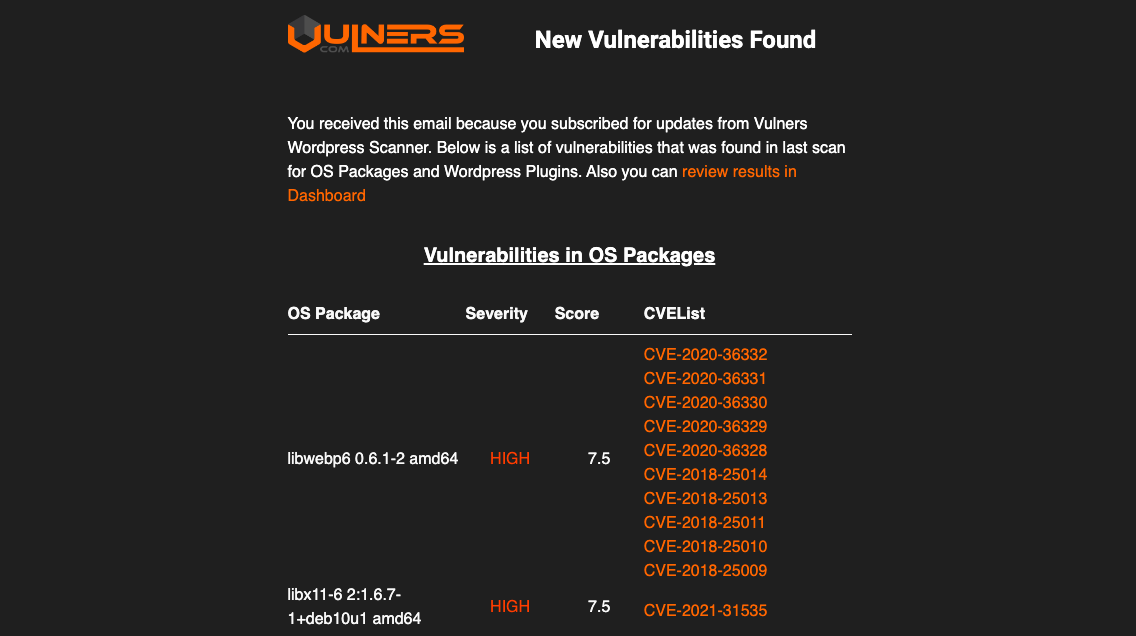 VULNERS
COM
New Vulnerabilities Found
You received this email because you subscribed for updates from Vulners
Wordpress Scanner. Below is a list of vulnerabilities that was found in last scan
for OS Packages and Wordpress Plugins. Also you can review results in
Dashboard
Vulnerabilities in OS Packages
OS Package Severity Score CVEList
CVE-2020-36332
CVE-2020-36331
CVE-2020-36330
CVE-2020-36329
CVE-2020-36328
libwebp6 0.6.1-2 amd64 HIGH 7.5
CVE-2018-25014
CVE-2018-25013
CVE-2018-25011
CVE-2018-25010
CVE-2018-25009
libx11-6 2:1.6.7-
1+deb10u1 amd64 HIGH 7.5 CVE-2021-31535